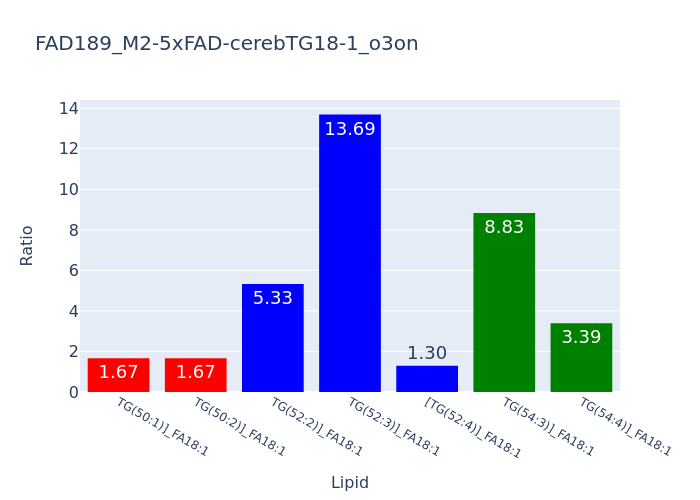 FAD189_M2-5xFAD-cerebTG18-1_o3on
14
12
10
8
6
4
2
0
Ratio
1.67
1.67
5.33
13.69
1.30
8.83
3.39
TG(50:1)]_FA18:1
TG(50:2)]_FA18:1
TG(52:2)]_FA18:1
TG(52:3)]_FA18:1
[TG(52:4)]_FA18:1
TG(54:3)]_FA18:1
TG(54:4)]_FA18:1
Lipid